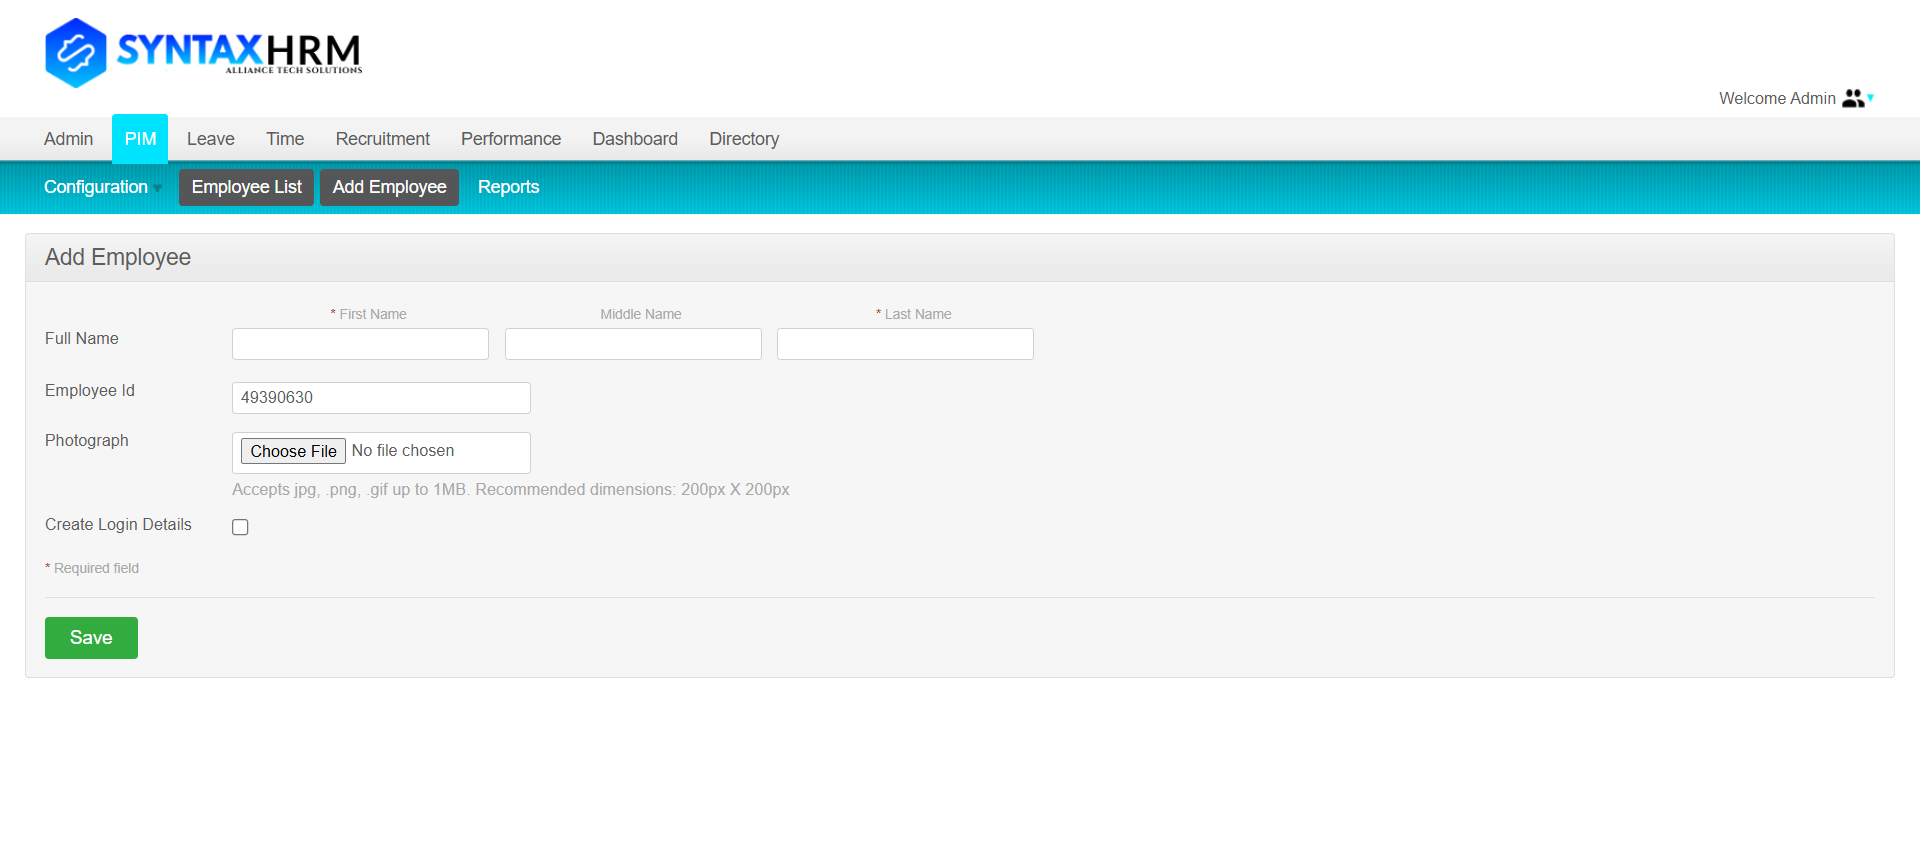 SYNTAXHRM
ALLIANCE TECH SOLUTIONS
Welcome Admin
Admin PIM Leave Time Recruitment Performance Dashboard Directory
Configuration Employee List Add Employee Reports
Add Employee
* First Name Middle Name * Last Name
Full Name
Employee Id 49390630
Photograph Choose File No file chosen
Accepts jpg, .png, .gif up to 1MB. Recommended dimensions: 200px X 200px
Create Login Details
* Required field
Save